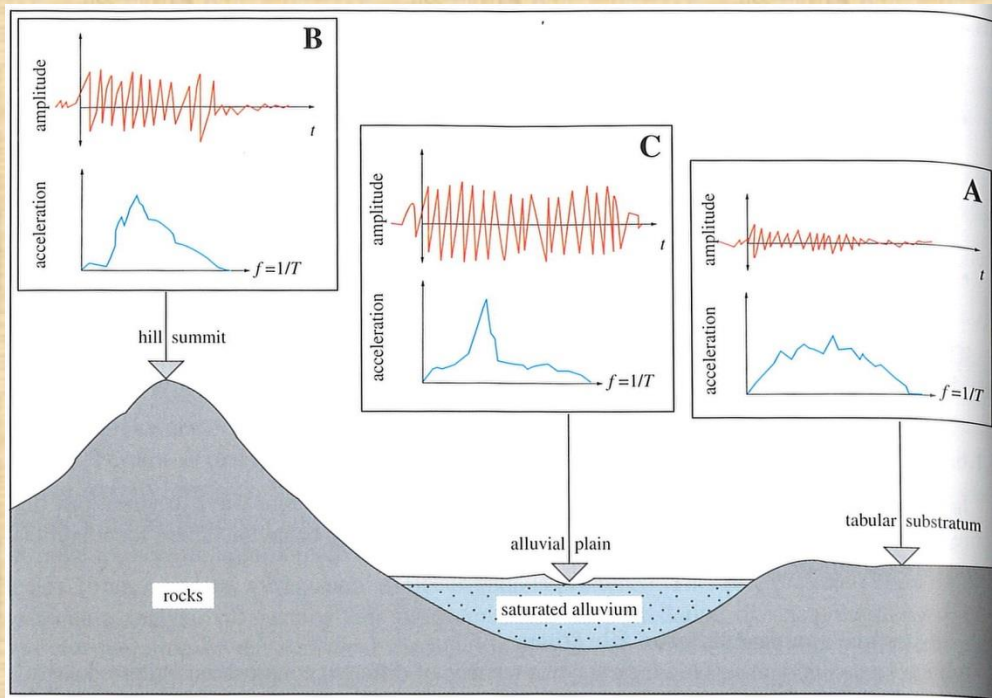 B
amplitude
t
acceleration
f=1/T
C
amplitude
t
acceleration
f=1/T
A
amplitude
t
acceleration
f=1/T
hill summit
alluvial plain
tabular substratum
rocks
saturated alluvium